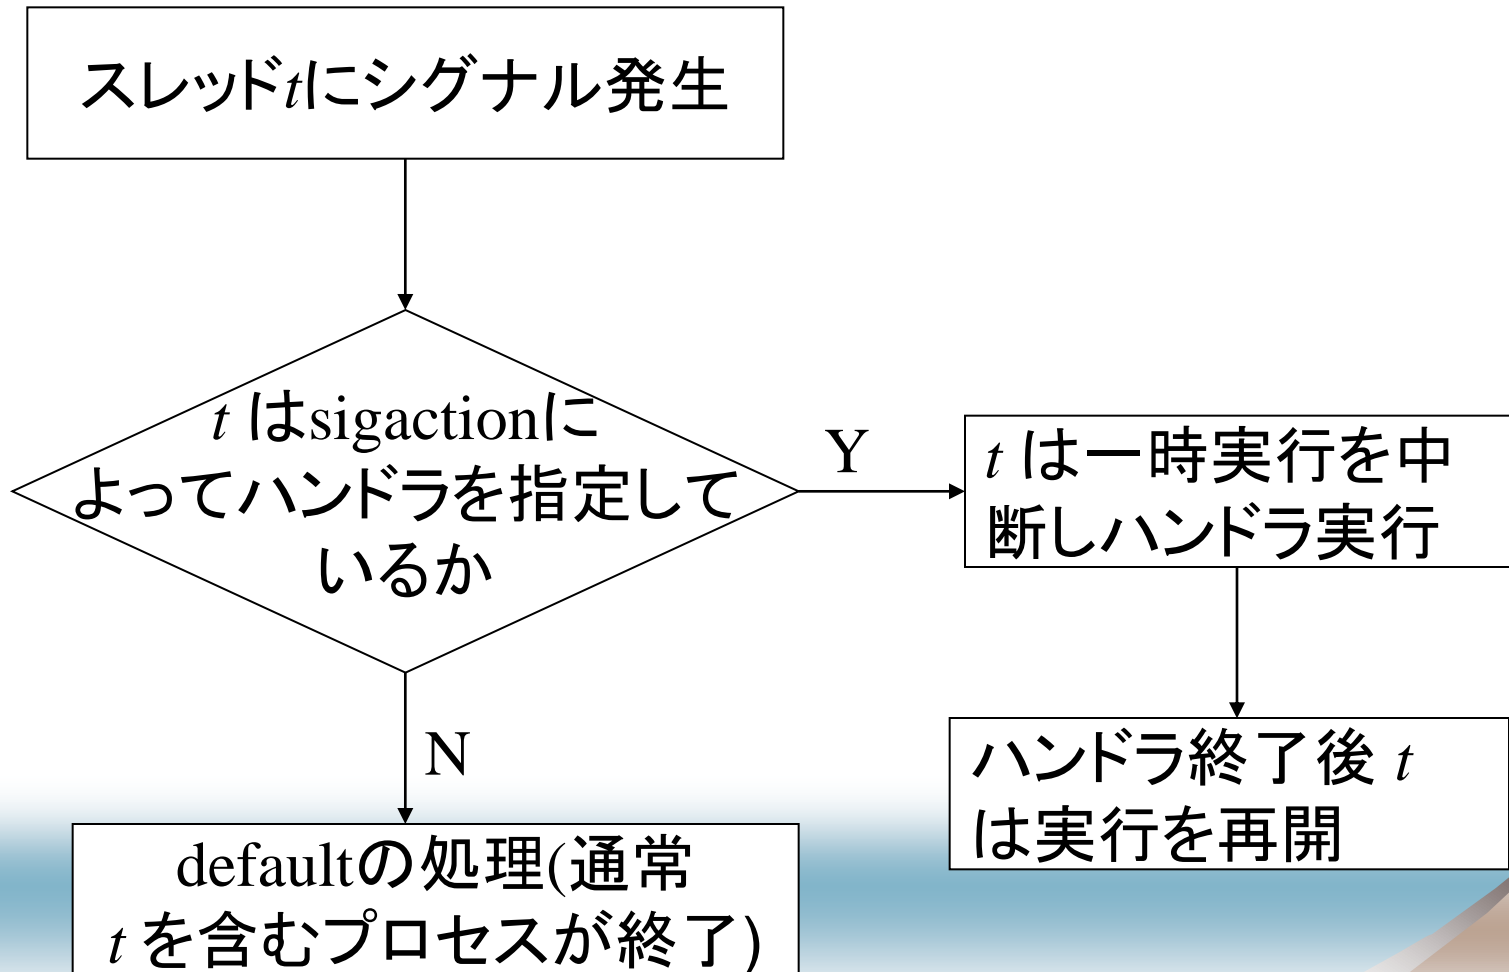 スレッドtにシグナル発生
t はsigactionに
よってハンドラを指定して
いるか
Y
t は一時実行を中
断しハンドラ実行
ハンドラ終了後 t
は実行を再開
N
defaultの処理(通常
t を含むプロセスが終了)